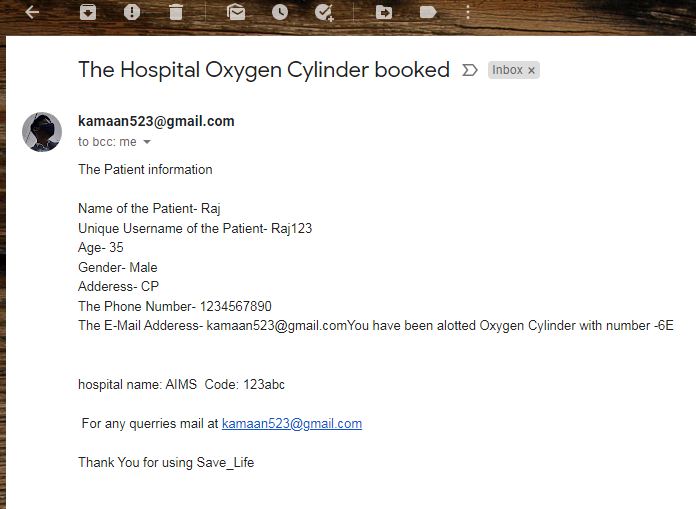 The Hospital Oxygen Cylinder booked Inbox x
kamaan523@gmail.com
to bcc: me
The Patient information
Name of the Patient- Raj
Unique Username of the Patient- Raj123
Age- 35
Gender- Male
Adderess- CP
The Phone Number- 1234567890
The E-Mail Adderess- kamaan523@gmail.comYou have been alotted Oxygen Cylinder with number -6E
hospital name: AIMS  Code: 123abc
For any querries mail at kamaan523@gmail.com
Thank You for using Save_Life